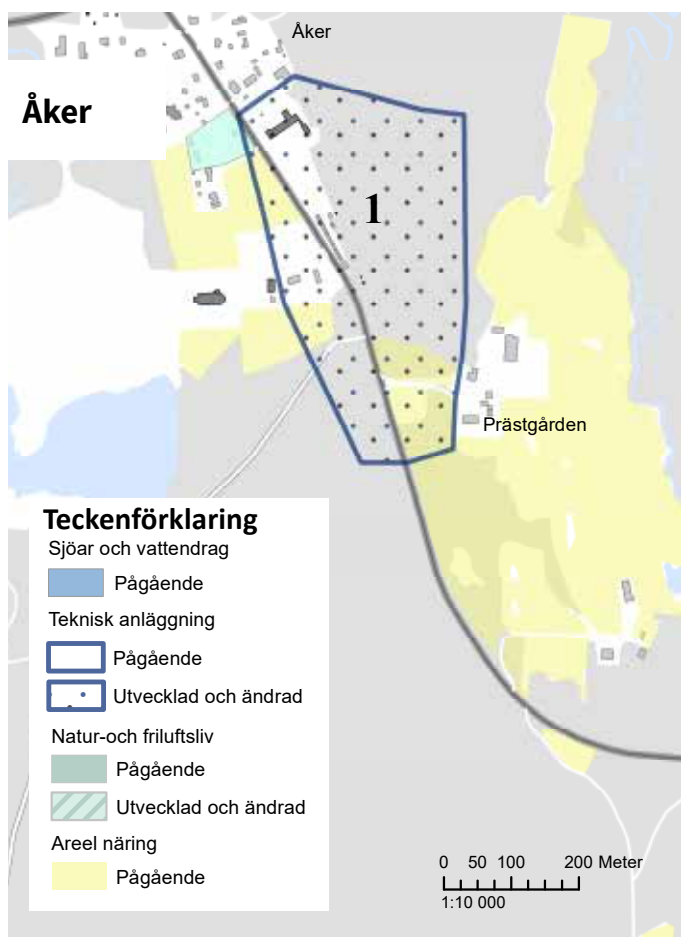 Åker
Åker
1
Prästgården
Teckenförklaring
Sjöar och vattendrag
Pågående
Teknisk anläggning
Pågående
Utvecklad och ändrad
Natur-och friluftsliv
Pågående
Utvecklad och ändrad
Areel näring
Pågående
0 50 100 200 Meter
1:10 000